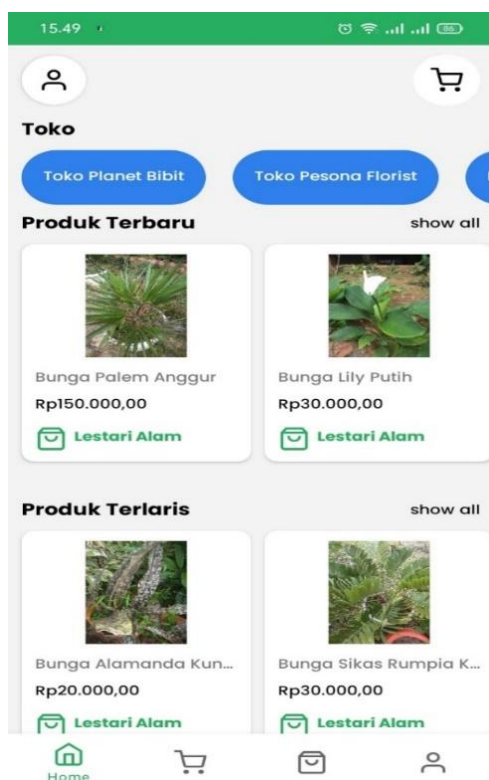 15.49
86
Toko
Toko Planet Bibit
Toko Pesona Florist
Produk Terbaru
show all
Bunga Palem Anggur
Bunga Lily Putih
Rp150.000,00
Rp30.000,00
Lestari Alam
Lestari Alam
Produk Terlaris
show all
Bunga Alamanda Kun...
Bunga Sikas Rumpia K...
Rp20.000,00
Rp30.000,00
Lestari Alam
Lestari Alam
Home